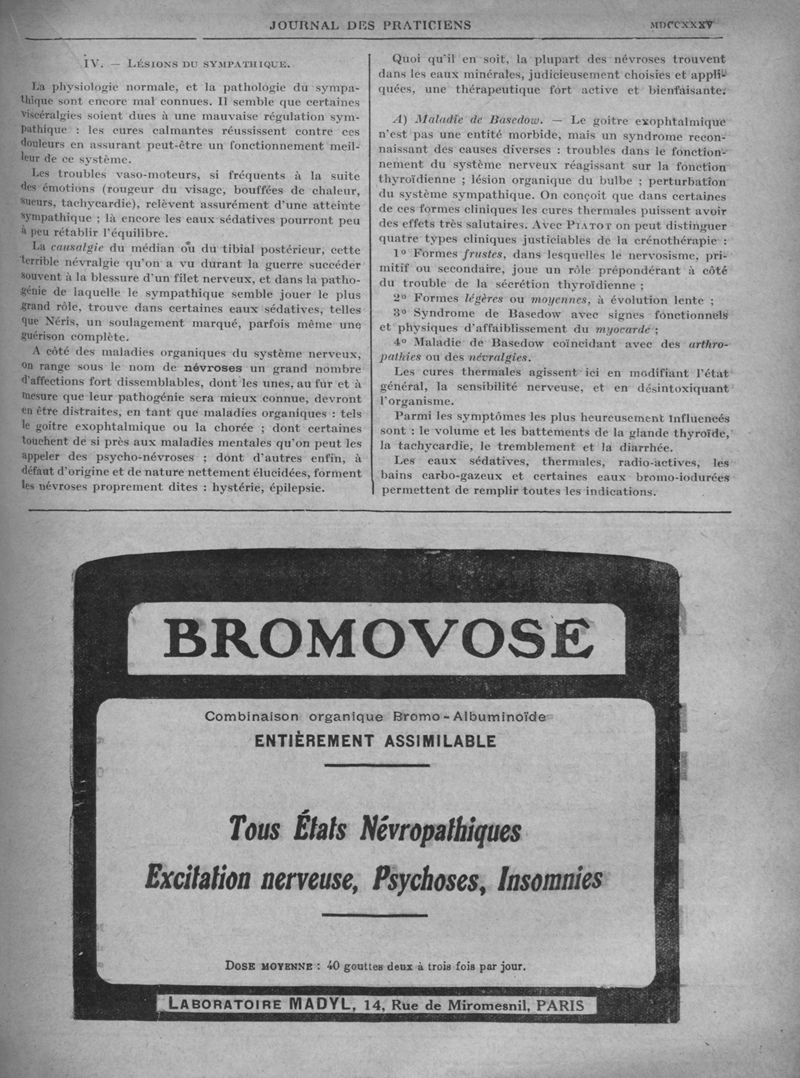 JOURNAL DES PRATICIENS
MDCCXXXV
IV. — LÉSIONS DU SYMPATHIQUE.
La physiologie normale, et la pathologie du sympa-
thique sont encore mal connues. Il semble que certaines
viscéralgies soient dues à une mauvaise régulation sym-
pathique : les cures calmantes réussissent contre ces
douleurs en assurant peut-être un fonctionnement meil-
leur de ce système.
Les troubles vaso-moteurs, si fréquents à la suite
des émotions (rougeur du visage, bouffées de chaleur,
sueurs, tachycardie), relèvent assurément d'une atteinte
sympathique ; là encore les eaux sédatives pourront peu
à peu rétablir l'équilibre.
La causalgie du médian où du tibial postérieur, cette
terrible névralgie qu'on a vu durant la guerre succéder
souvent à la blessure d'un filet nerveux, et dans la patho-
génie de laquelle le sympathique semble jouer le plus
grand rôle, trouve dans certaines eaux sédatives, telles
que Néris, un soulagement marqué, parfois même une
guérison complète.
A côté des maladies organiques du système nerveux,
on range sous le nom de névroses un grand nombre
d'affections fort dissemblables, dont les unes, au fur et à
mesure que leur pathogénie sera mieux connue, devront
en être distraites, en tant que maladies organiques : tels
le goitre exophtalmique ou la chorée ; dont certaines
touchent de si près aux maladies mentales qu'on peut les
appeler des psycho-névroses ; dont d'autres enfin, à
défaut d'origine et de nature nettement élucidées, forment
les névroses proprement dites : hystérie, épilepsie.
Quoi qu'il en soit, la plupart des névroses trouvent
dans les eaux minérales, judicieusement choisies et appli-
quées, une thérapeutique fort active et bienfaisante.
A) Maladie de Basedow. — Le goitre exophtalmique
n'est pas une entité morbide, mais un syndrome recon-
naissant des causes diverses : troubles dans le fonction-
nement du système nerveux réagissant sur la fonction
thyroïdienne ; lésion organique du bulbe ; perturbation
du système sympathique. On conçoit que dans certaines
de ces formes cliniques les cures thermales puissent avoir
des effets très salutaires. Avec PIATOT on peut distinguer
quatre types cliniques justiciables de la crénothérapie :
1° Formes frustes, dans lesquelles le nervosisme, pri-
mitif ou secondaire, joue un rôle prépondérant à côté
du trouble de la sécrétion thyroïdienne ;
2° Formes légères ou moyennes, à évolution lente ;
3° Syndrome de Basedow avec signes fonctionnels
et physiques d'affaiblissement du myocarde ;
4° Maladie de Basedow coïncidant avec des arthro-
pathies ou des névralgies.
Les cures thermales agissent ici en modifiant l'état
général, la sensibilité nerveuse, et en désintoxiquant
l'organisme.
Parmi les symptômes les plus heureusement influencés
sont : le volume et les battements de la glande thyroïde,
la tachycardie, le tremblement et la diarrhée.
Les eaux sédatives, thermales, radio-actives, les
bains carbo-gazeux et certaines eaux bromo-iodurées
permettent de remplir toutes les indications.
BROMOVOSE
Combinaison organique Bromo-Albuminoïde
ENTIÈREMENT ASSIMILABLE
Tous États Névropathiques
Excitation nerveuse, Psychoses, Insomnies
DOSE MOYENNE : 40 gouttes deux à trois fois par jour.
LABORATOIRE MADYL, 14, Rue de Miromesnil, PARIS